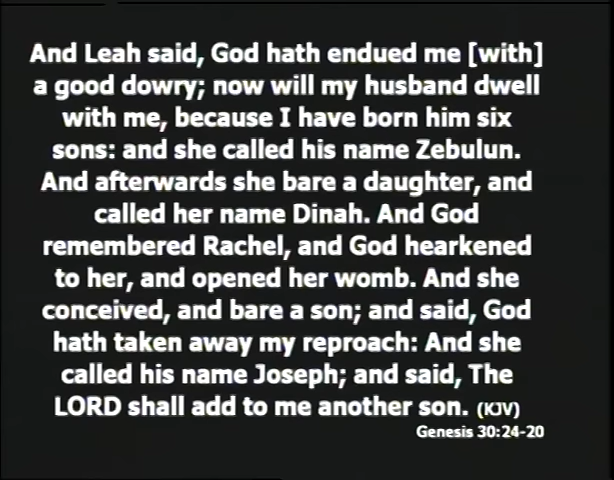 And Leah said, God hath endued me [with]
a good dowry; now will my husband dwell
with me, because I have born him six
sons: and she called his name Zebulun.
And afterwards she bare a daughter, and
called her name Dinah. And God
remembered Rachel, and God hearkened
to her, and opened her womb. And she
conceived, and bare a son; and said, God
hath taken away my reproach: And she
called his name Joseph; and said, The
LORD shall add to me another son. (KJV)
Genesis 30:24-20